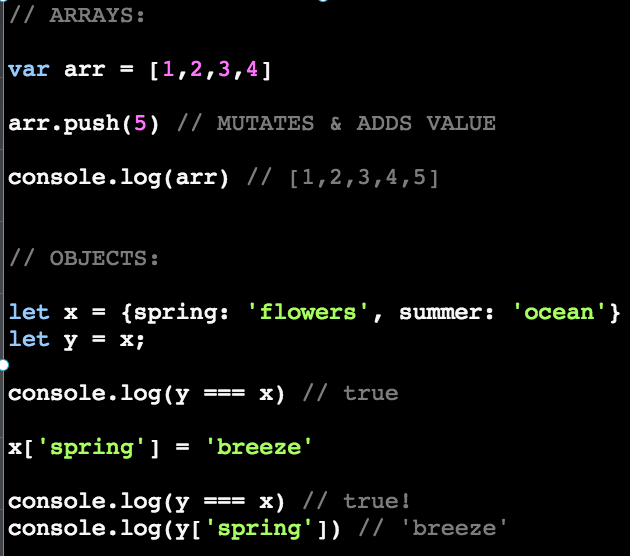 // ARRAYS:
var arr = [1,2,3,4]
arr.push(5) // MUTATES & ADDS VALUE
console.log(arr) // [1,2,3,4,5]
// OBJECTS:
let x = {spring: 'flowers', summer: 'ocean'}
let y = x;
console.log(y === x) // true
x['spring'] = 'breeze'
console.log(y === x) // true!
console.log(y['spring']) // 'breeze'